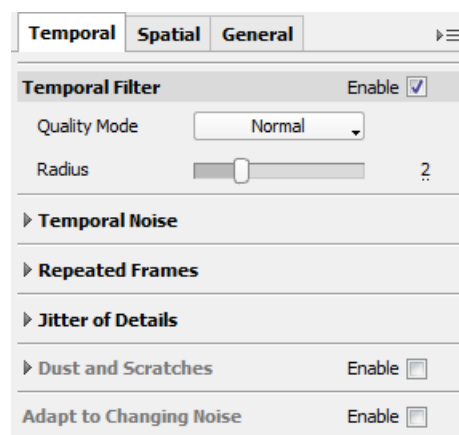 Temporal Spatial General
Temporal Filter Enable
Quality Mode Normal
Radius 2
Temporal Noise
Repeated Frames
Jitter of Details
Dust and Scratches Enable
Adapt to Changing Noise Enable